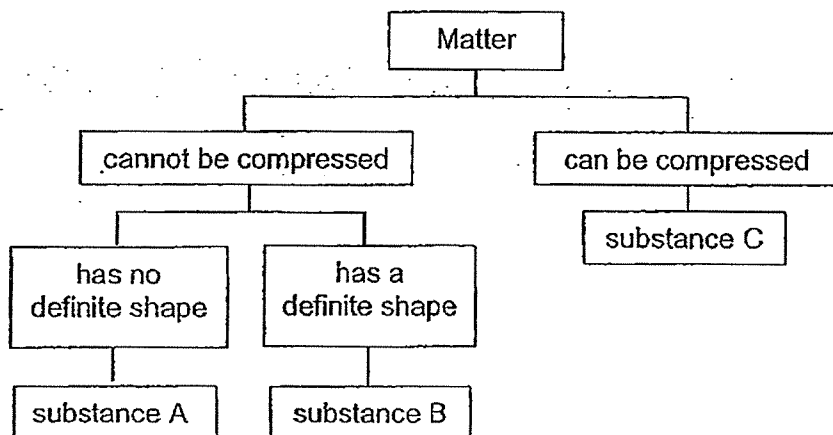 Matter
cannot be compressed
can be compressed
substance C
has no
definite shape
has a
definite shape
substance A
substance B